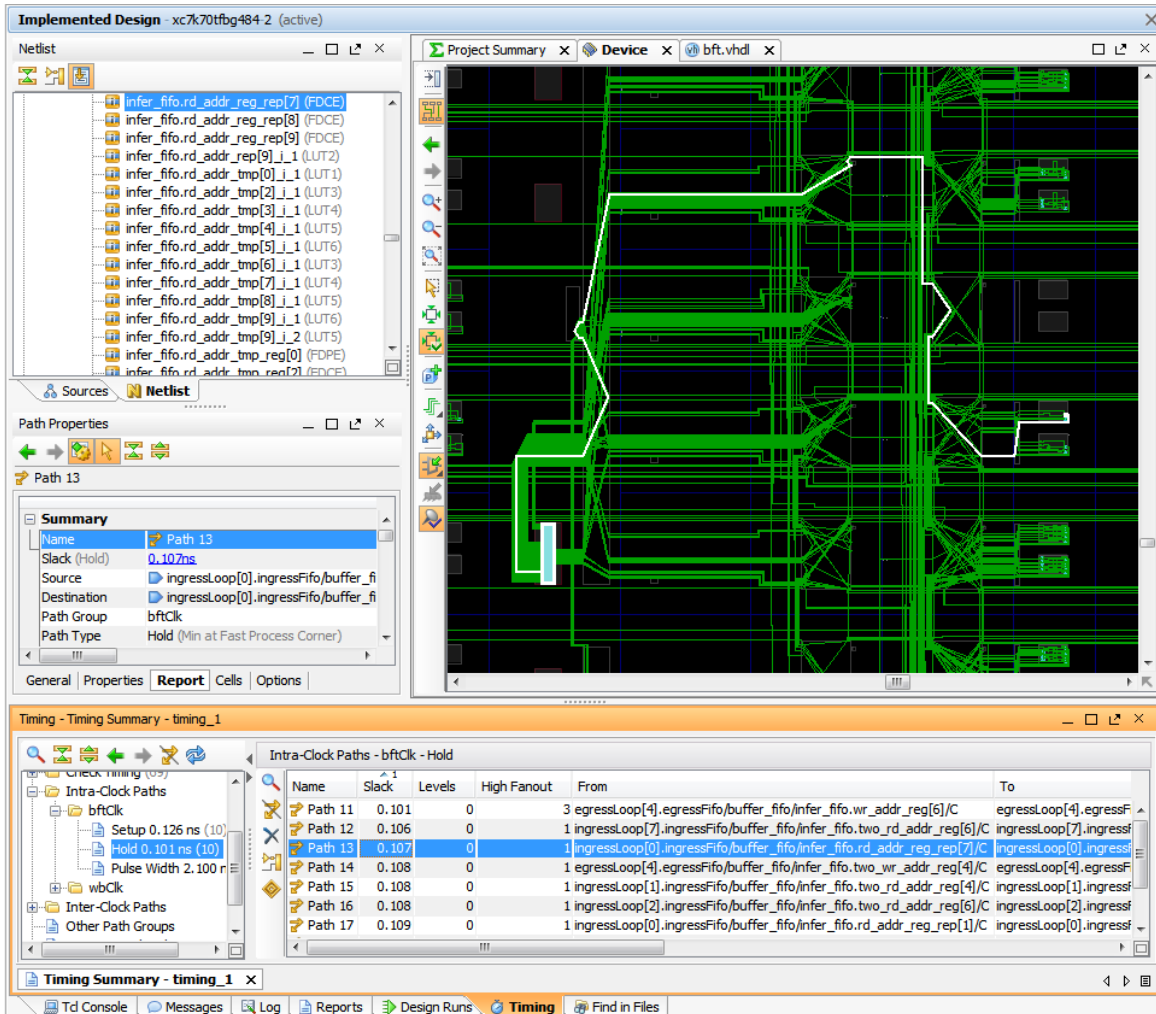 Implemented Design - xc7k70tfbg484-2 (active)
Netlist
infer_fifo.rd_addr_reg_rep[7] (FDCE)
infer_fifo.rd_addr_reg_rep[8] (FDCE)
infer_fifo.rd_addr_reg_rep[9] (FDCE)
infer_fifo.rd_addr_rep[9]_i_1 (LUT2)
infer_fifo.rd_addr_tmp[0]_i_1 (LUT1)
infer_fifo.rd_addr_tmp[2]_i_1 (LUT3)
infer_fifo.rd_addr_tmp[3]_i_1 (LUT4)
infer_fifo.rd_addr_tmp[4]_i_1 (LUT5)
infer_fifo.rd_addr_tmp[5]_i_1 (LUT6)
infer_fifo.rd_addr_tmp[6]_i_1 (LUT3)
infer_fifo.rd_addr_tmp[7]_i_1 (LUT4)
infer_fifo.rd_addr_tmp[8]_i_1 (LUT5)
infer_fifo.rd_addr_tmp[9]_i_1 (LUT6)
infer_fifo.rd_addr_tmp[9]_i_2 (LUT5)
infer_fifo.rd_addr_tmp_reg[0] (FDPE)
infer_fifo.rd_addr_tmp_reg[2] (FDCE)
Sources Netlist
Project Summary Device bft.vhdl
Path Properties
Path 13
Summary
Name Path 13
Slack (Hold) 0.107ns
Source ingressLoop[0].ingressFifo/buffer_fi
Destination ingressLoop[0].ingressFifo/buffer_fi
Path Group bftClk
Path Type Hold (Min at Fast Process Corner)
General Properties Report Cells Options
Timing - Timing Summary - timing_1
Check Timing (69)
Intra-Clock Paths
bftClk
Setup 0.126 ns (10)
Hold 0.101 ns (10)
Pulse Width 2.100 n
wbClk
Inter-Clock Paths
Other Path Groups
Intra-Clock Paths - bftClk - Hold
Name Slack 1 Levels High Fanout From To
Path 11 0.101 0 3 egressLoop[4].egressFifo/buffer_fifo/infer_fifo.wr_addr_reg[6]/C egressLoop[4].egressF
Path 12 0.106 0 1 ingressLoop[7].ingressFifo/buffer_fifo/infer_fifo.two_rd_addr_reg[6]/C ingressLoop[7].ingressf
Path 13 0.107 0 1 ingressLoop[0].ingressFifo/buffer_fifo/infer_fifo.rd_addr_reg_rep[7]/C ingressLoop[0].ingressf
Path 14 0.108 0 1 egressLoop[4].egressFifo/buffer_fifo/infer_fifo.two_wr_addr_reg[4]/C egressLoop[4].egressF
Path 15 0.108 0 1 ingressLoop[1].ingressFifo/buffer_fifo/infer_fifo.two_rd_addr_reg[4]/C ingressLoop[1].ingressf
Path 16 0.108 0 1 ingressLoop[2].ingressFifo/buffer_fifo/infer_fifo.two_rd_addr_reg[6]/C ingressLoop[2].ingressf
Path 17 0.109 0 1 ingressLoop[0].ingressFifo/buffer_fifo/infer_fifo.rd_addr_reg_rep[1]/C ingressLoop[0].ingressf
Timing Summary - timing_1
Tcl Console Messages Log Reports Design Runs Timing Find in Files